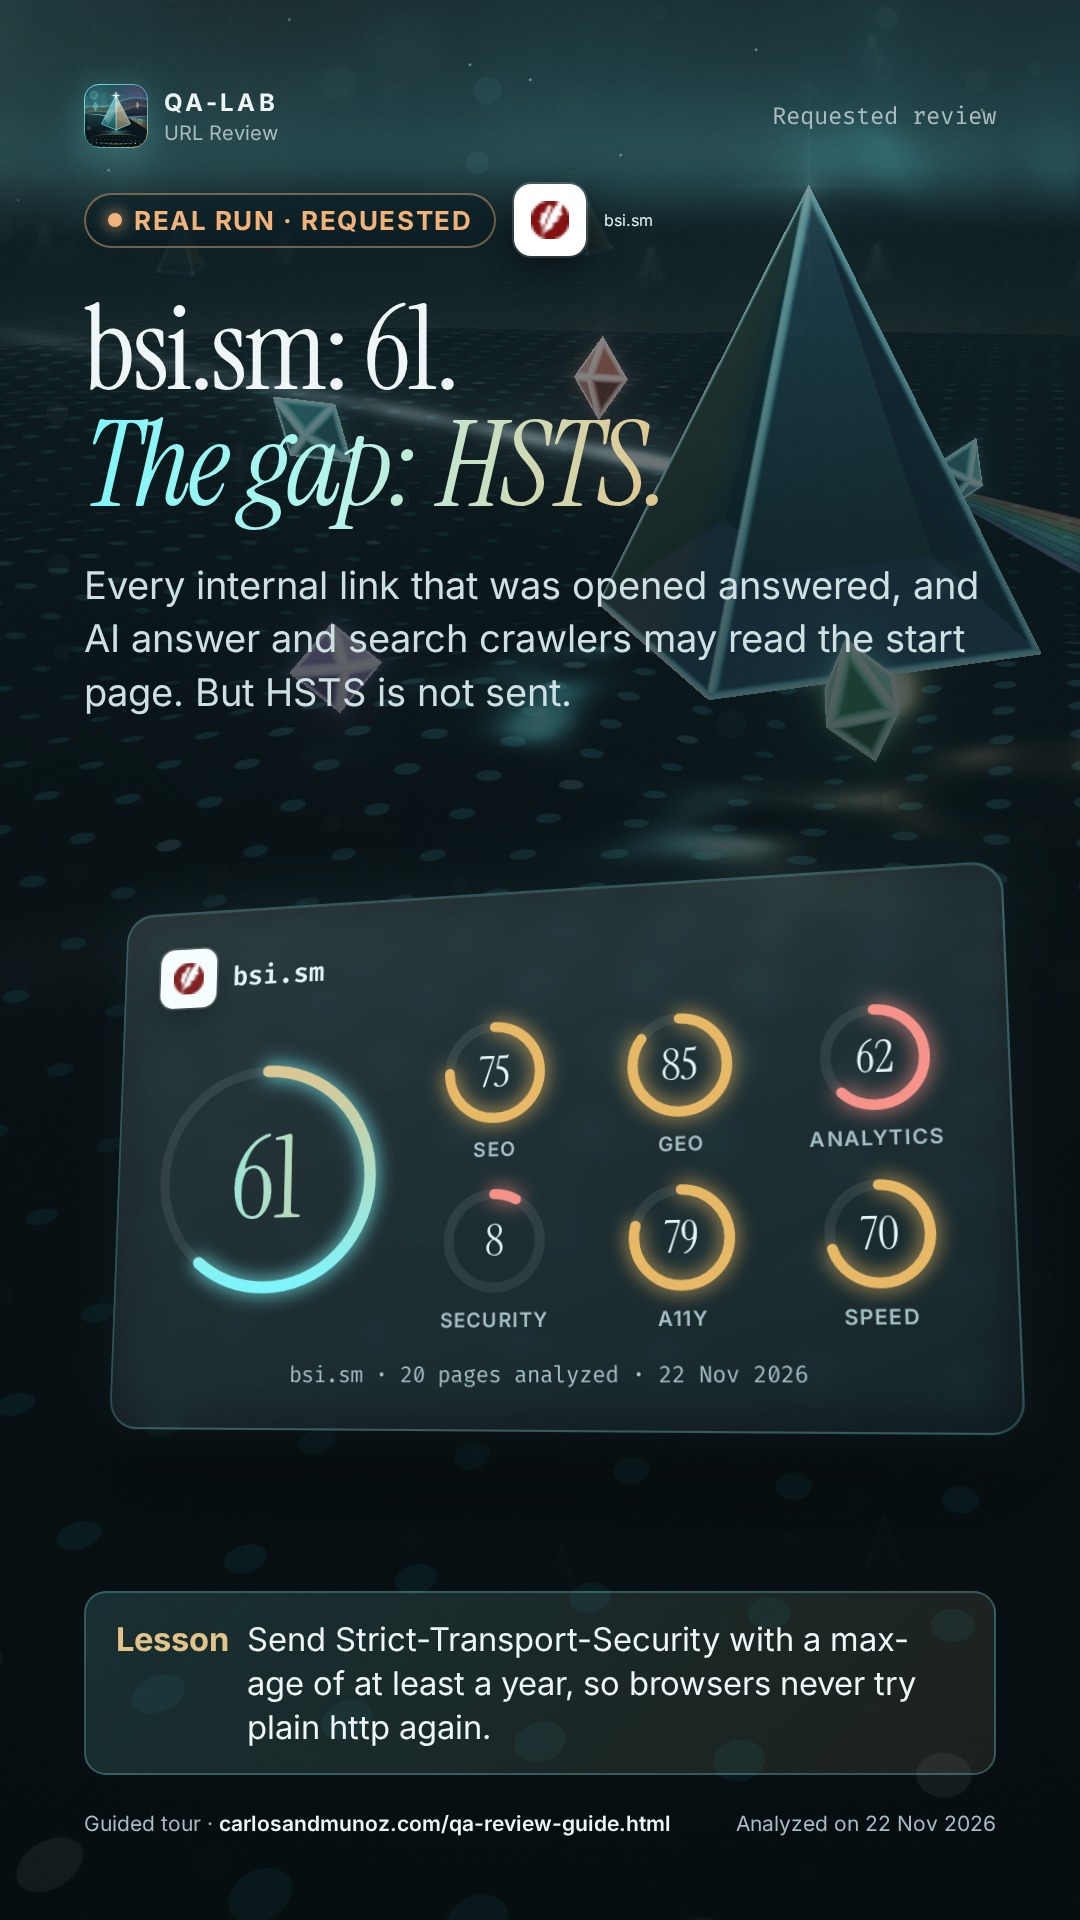 QA-LAB
URL Review
Requested review
REAL RUN · REQUESTED
bsi.sm
bsi.sm: 61.
The gap: HSTS.
Every internal link that was opened answered, and
AI answer and search crawlers may read the start
page. But HSTS is not sent.
bsi.sm
61
75
SEO
85
GEO
62
ANALYTICS
8
SECURITY
79
A11Y
70
SPEED
bsi.sm · 20 pages analyzed · 22 Nov 2026
Lesson Send Strict-Transport-Security with a max-
age of at least a year, so browsers never try
plain http again.
Guided tour · carlosandmunoz.com/qa-review-guide.html
Analyzed on 22 Nov 2026